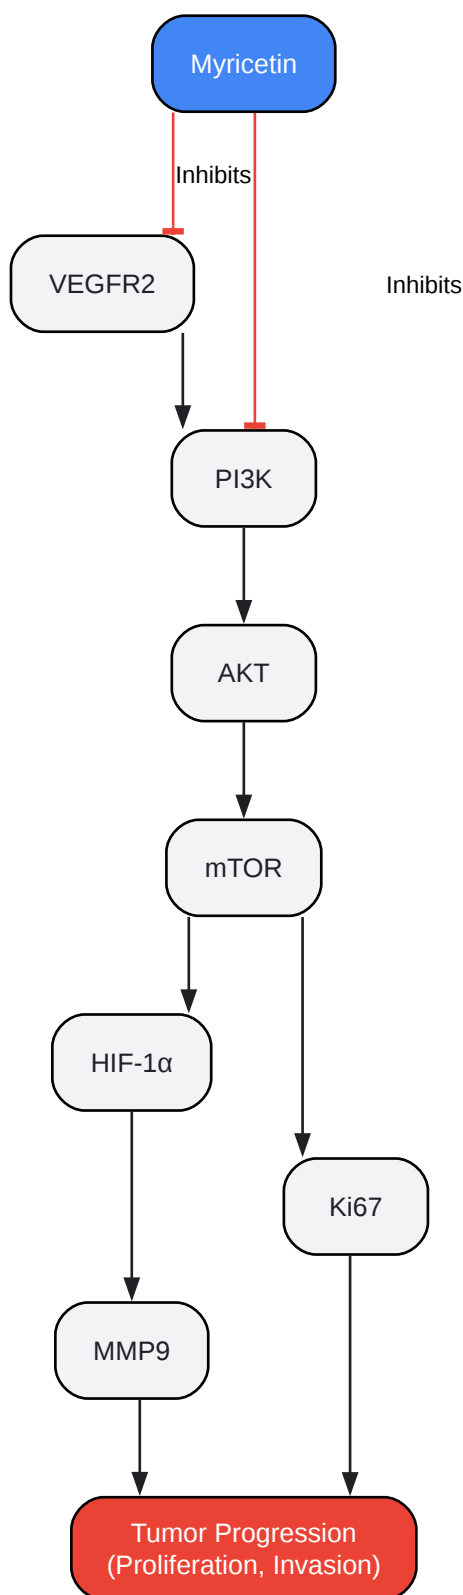 Myricetin
Inhibits
VEGFR2
Inhibits
PI3K
AKT
mTOR
HIF-1α
Ki67
MMP9
Tumor Progression
(Proliferation, Invasion)